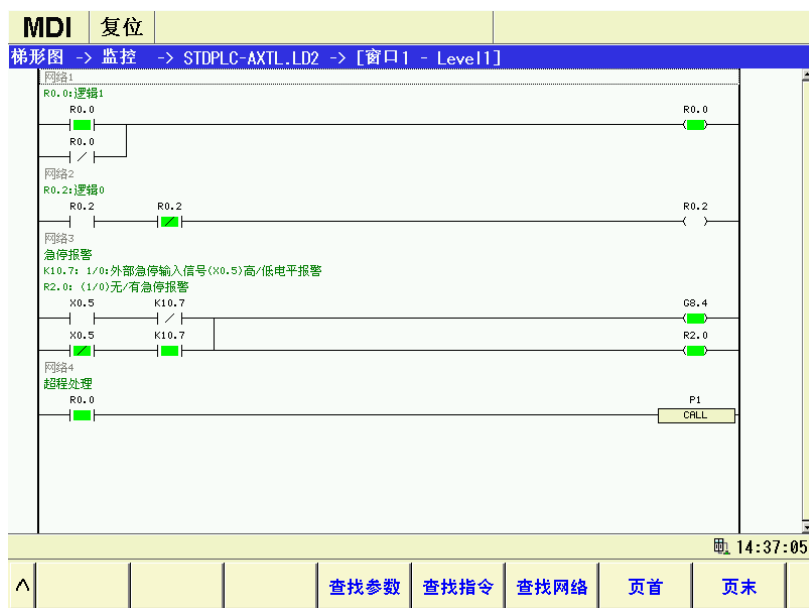 MDI 复位
梯形图 -> 监控 -> STDPLC-AXTL.LD2 -> [窗口1 - Level1]
网络1
R0.0:逻辑1
R0.0 R0.0
R0.0
网络2
R0.2:逻辑0
R0.2 R0.2 R0.2
网络3
急停报警
K10.7: 1/0:外部急停输入信号(X0.5)高/低电平报警
R2.0: (1/0)无/有急停报警
X0.5 K10.7 G8.4
X0.5 K10.7 R2.0
网络4
超程处理
R0.0 P1
CALL
14:37:05
查找参数 查找指令 查找网络 页首 页末